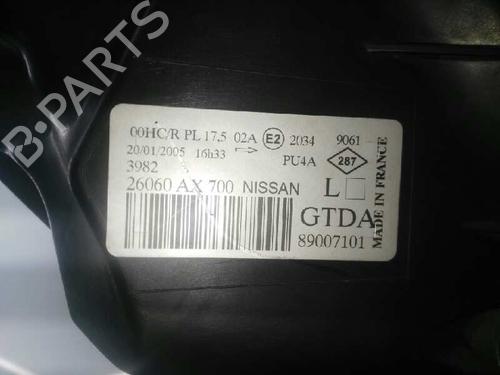 00HC/R PL 17.5 02A E2 2034 9061
20/01/2005 16h33 PU4A 287
3982
26060 AX 700 NISSAN L
GTDA
89007101
MADE IN FRANCE